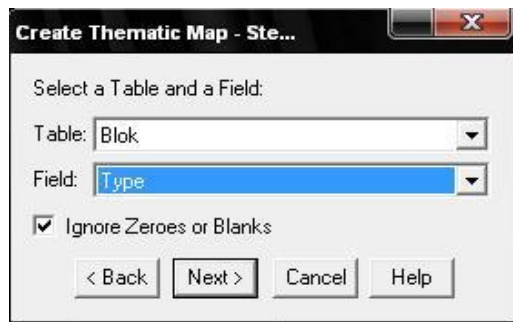 Create Thematic Map - Ste...
Select a Table and a Field:
Table: Blok
Field: Type
Ignore Zeroes or Blanks
< Back Next > Cancel Help